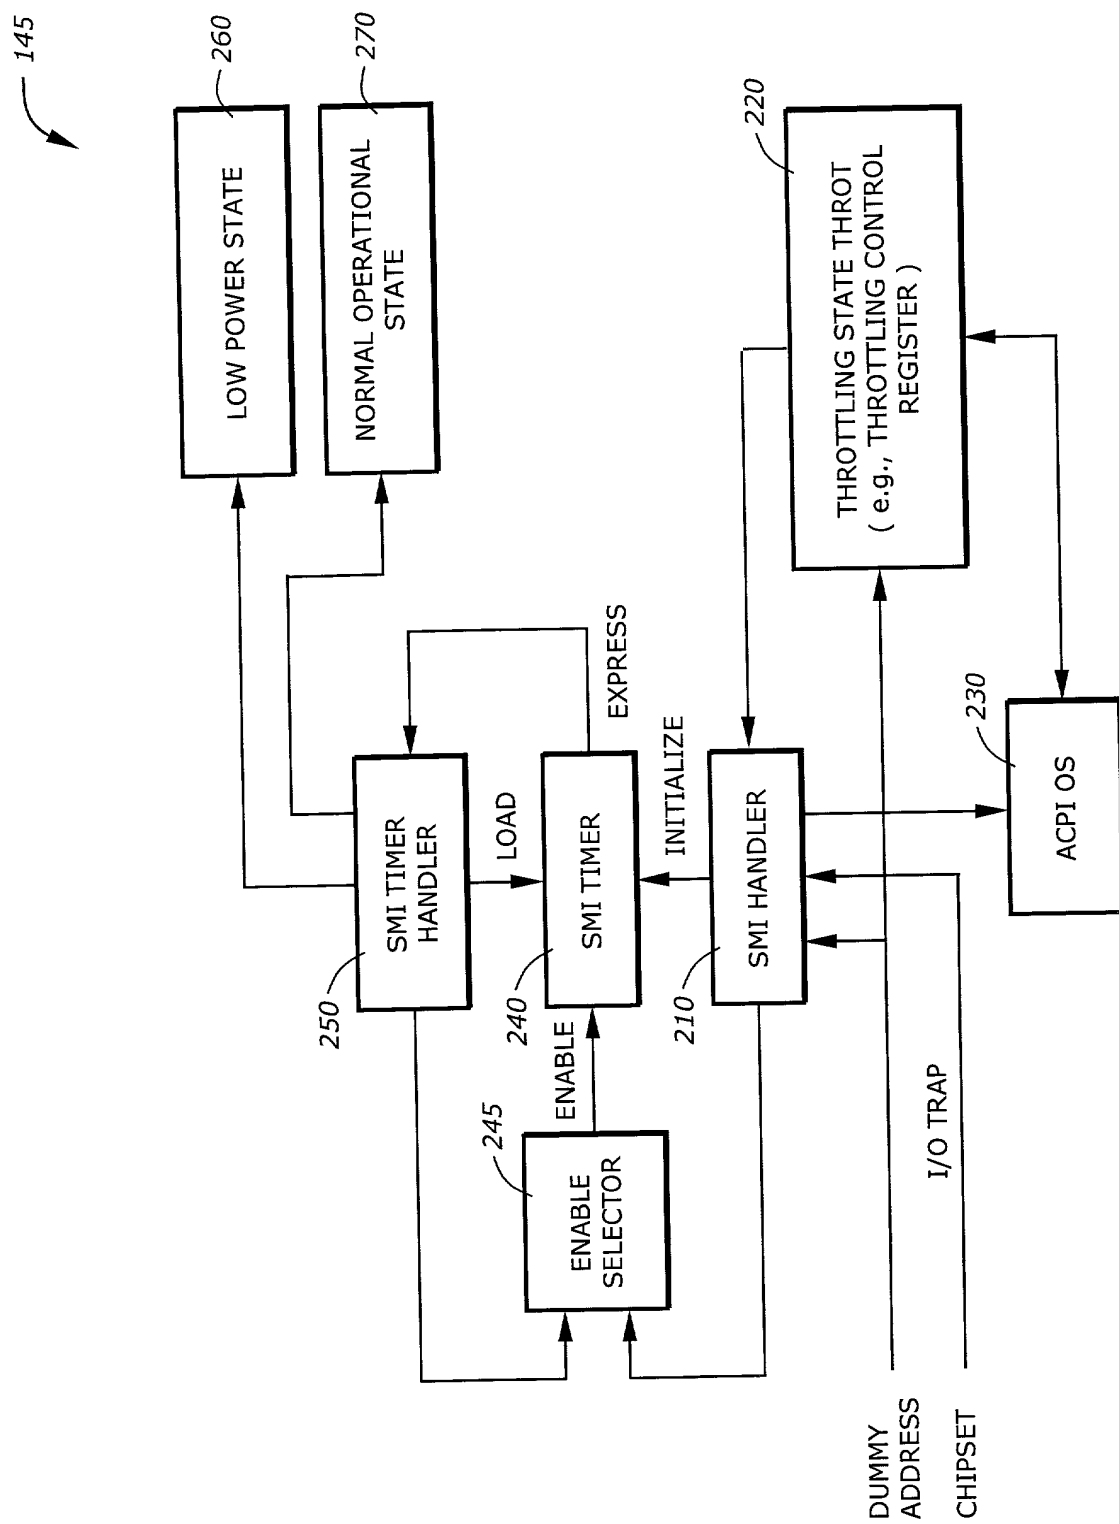 145
LOW POWER STATE
260
NORMAL OPERATIONAL
STATE
270
SMI TIMER
HANDLER
250
LOAD
EXPRESS
SMI TIMER
240
ENABLE
ENABLE
SELECTOR
245
INITIALIZE
SMI HANDLER
210
THROTTLING STATE THROT
( e.g., THROTTLING CONTROL
REGISTER )
220
ACPI OS
230
DUMMY
ADDRESS
I/O TRAP
CHIPSET